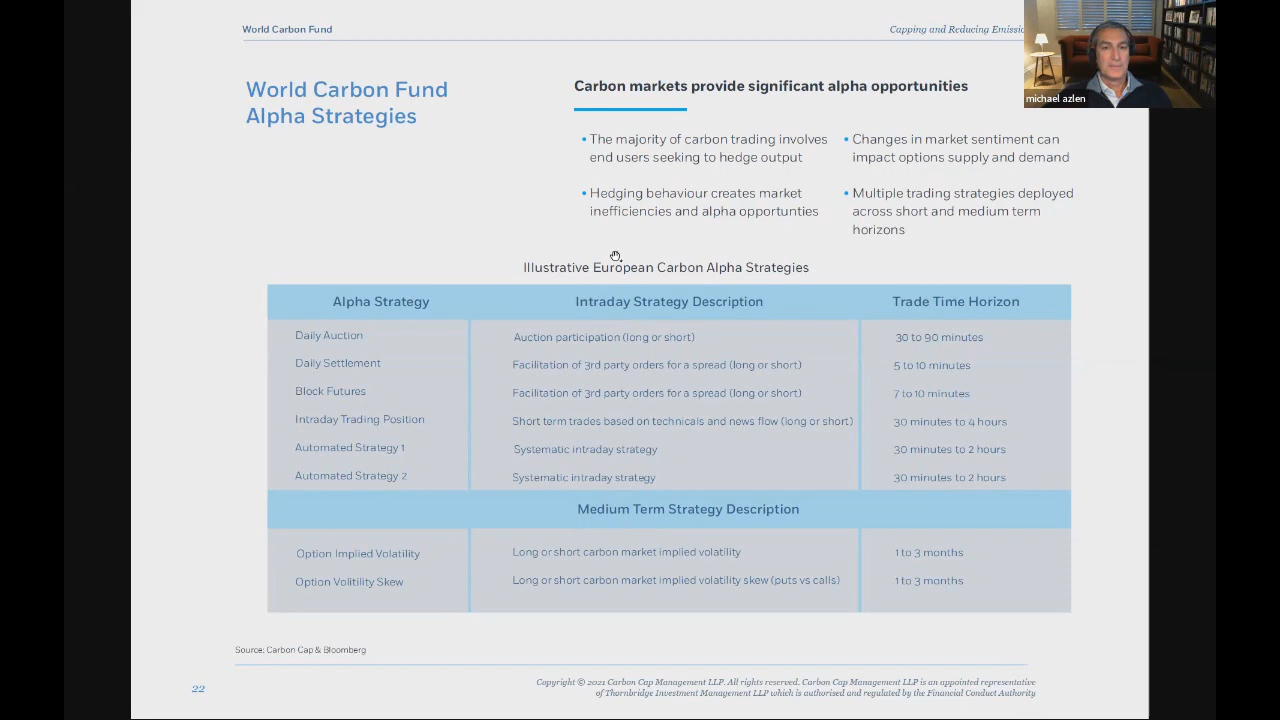 World Carbon Fund
Capping and Reducing
michael azlen
World Carbon Fund
Alpha Strategies
Carbon markets provide significant alpha opportunities
• The majority of carbon trading involves
end users seeking to hedge output
• Hedging behaviour creates market
inefficiencies and alpha opportunties
• Changes in market sentiment can
impact options supply and demand
• Multiple trading strategies deployed
across short and medium term
horizons
Illustrative European Carbon Alpha Strategies
Alpha Strategy Intraday Strategy Description Trade Time Horizon
Daily Auction Auction participation (long or short) 30 to 90 minutes
Daily Settlement Facilitation of 3rd party orders for a spread (long or short) 5 to 10 minutes
Block Futures Facilitation of 3rd party orders for a spread (long or short) 7 to 10 minutes
Intraday Trading Position Short term trades based on technicals and news flow (long or short) 30 minutes to 4 hours
Automated Strategy 1 Systematic intraday strategy 30 minutes to 2 hours
Automated Strategy 2 Systematic intraday strategy 30 minutes to 2 hours
Medium Term Strategy Description
Option Implied Volatility Long or short carbon market implied volatility 1 to 3 months
Option Volitility Skew Long or short carbon market implied volatility skew (puts vs calls) 1 to 3 months
Source: Carbon Cap & Bloomberg
22
Copyright © 2021 Carbon Cap Management LLP. All rights reserved. Carbon Cap Management LLP is an appointed representative
of Thornbridge Investment Management LLP which is authorised and regulated by the Financial Conduct Authority